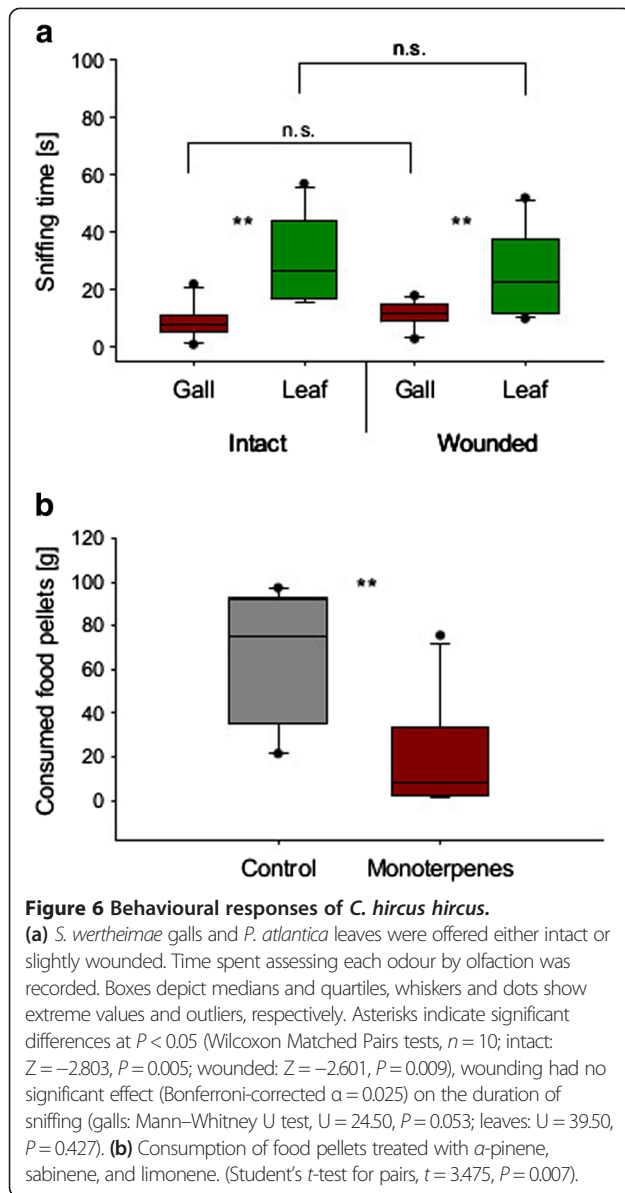 a
n.s.
n.s.
Sniffing time [s]
100
80
60
40
20
0
**
**
Gall
Leaf
Gall
Leaf
Intact
Wounded
b
Consumed food pellets [g]
120
100
80
60
40
20
0
**
Control
Monoterpenes
Figure 6 Behavioural responses of C. hircus hircus.
(a) S. wertheimae galls and P. atlantica leaves were offered either intact or
slightly wounded. Time spent assessing each odour by olfaction was
recorded. Boxes depict medians and quartiles, whiskers and dots show
extreme values and outliers, respectively. Asterisks indicate significant
differences at P < 0.05 (Wilcoxon Matched Pairs tests, n = 10; intact:
Z = −2.803, P = 0.005; wounded: Z = −2.601, P = 0.009), wounding had no
significant effect (Bonferroni-corrected α = 0.025) on the duration of
sniffing (galls: Mann–Whitney U test, U = 24.50, P = 0.053; leaves: U = 39.50,
P = 0.427). (b) Consumption of food pellets treated with α-pinene,
sabinene, and limonene. (Student's t-test for pairs, t = 3.475, P = 0.007).